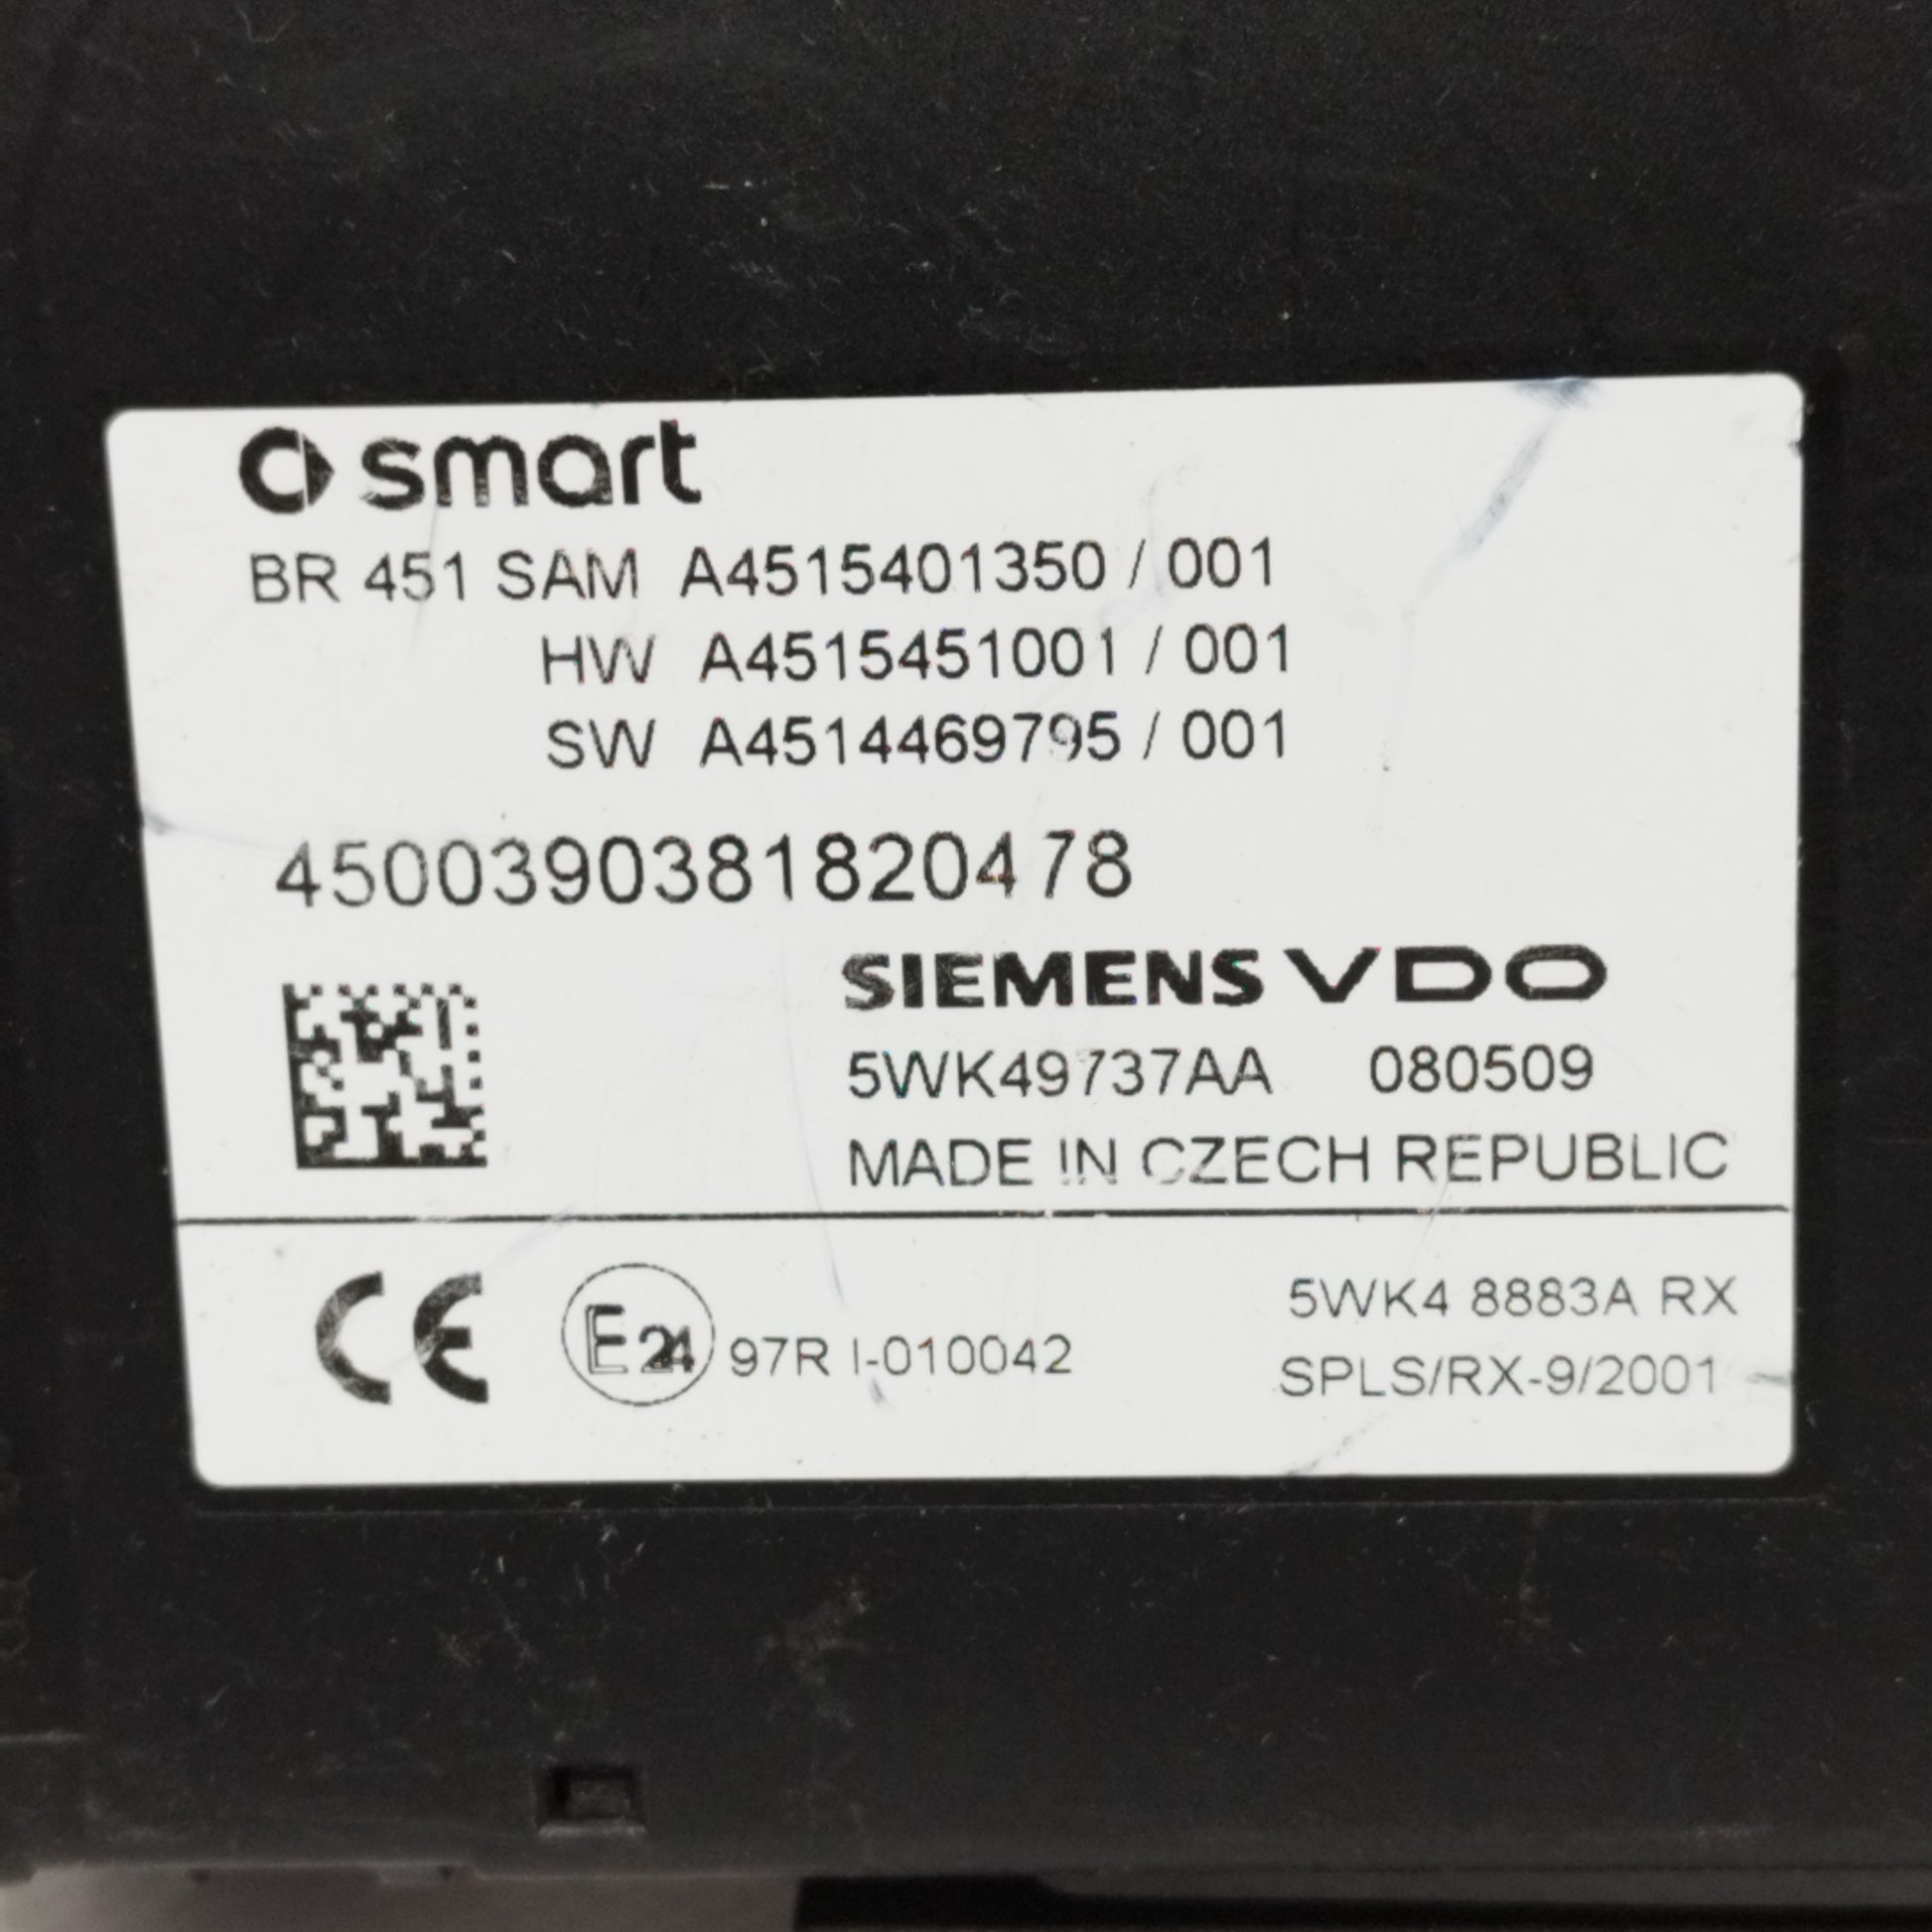 smart
BR 451 SAM A4515401350 / 001
HW A4515451001 / 001
SW A4514469795 / 001
4500390381820478
SIEMENS VDO
5WK49737AA 080509
MADE IN CZECH REPUBLIC
CE E24 97R I-010042
5WK4 8883A RX
SPLS/RX-9/2001